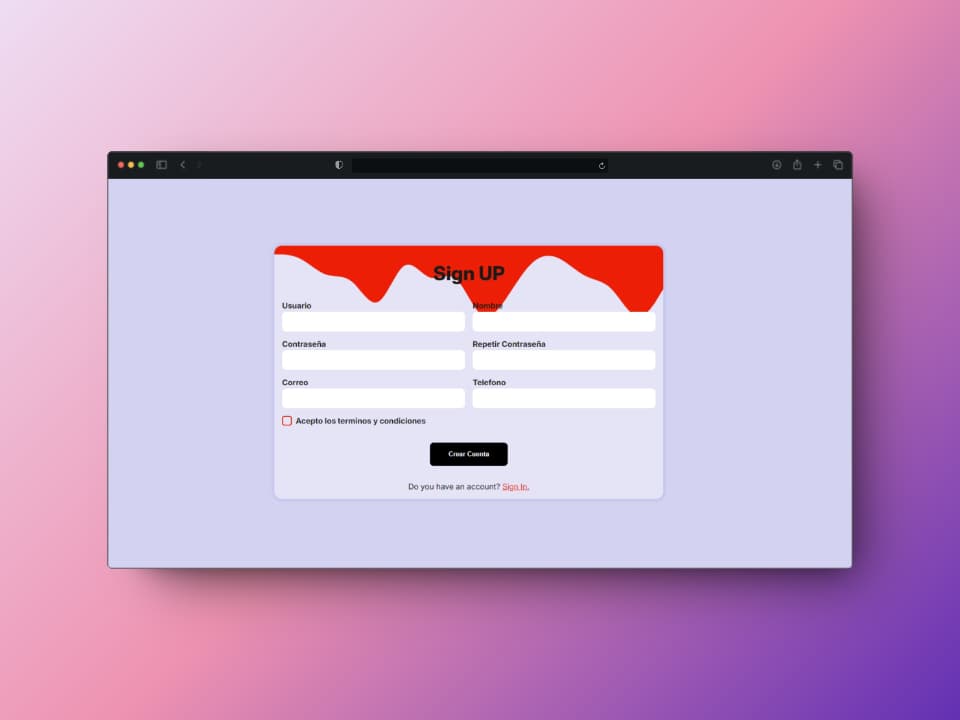 Sign UP
Usuario
Nombre
Contraseña
Repetir Contraseña
Correo
Telefono
Acepto los terminos y condiciones
Crear Cuenta
Do you have an account? Sign In.